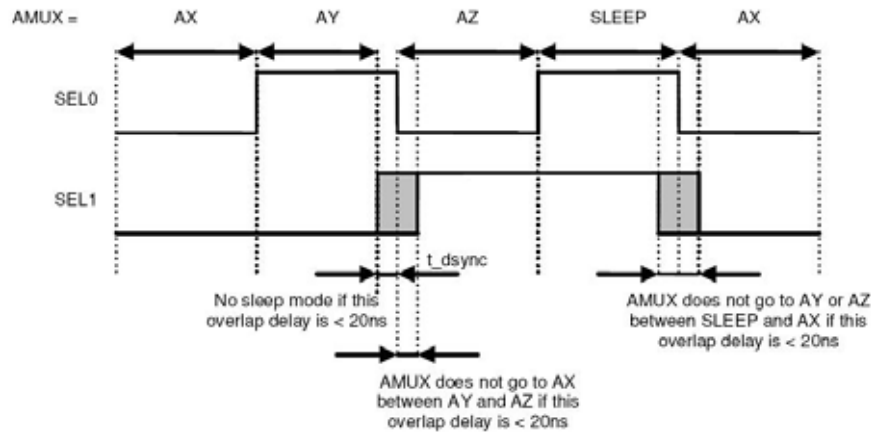 AMUX = AX AY AZ SLEEP AX
SEL0
SEL1
t_dsync
No sleep mode if this
overlap delay is < 20ns
AMUX does not go to AY or AZ
between SLEEP and AX if this
overlap delay is < 20ns
AMUX does not go to AX
between AY and AZ if this
overlap delay is < 20ns